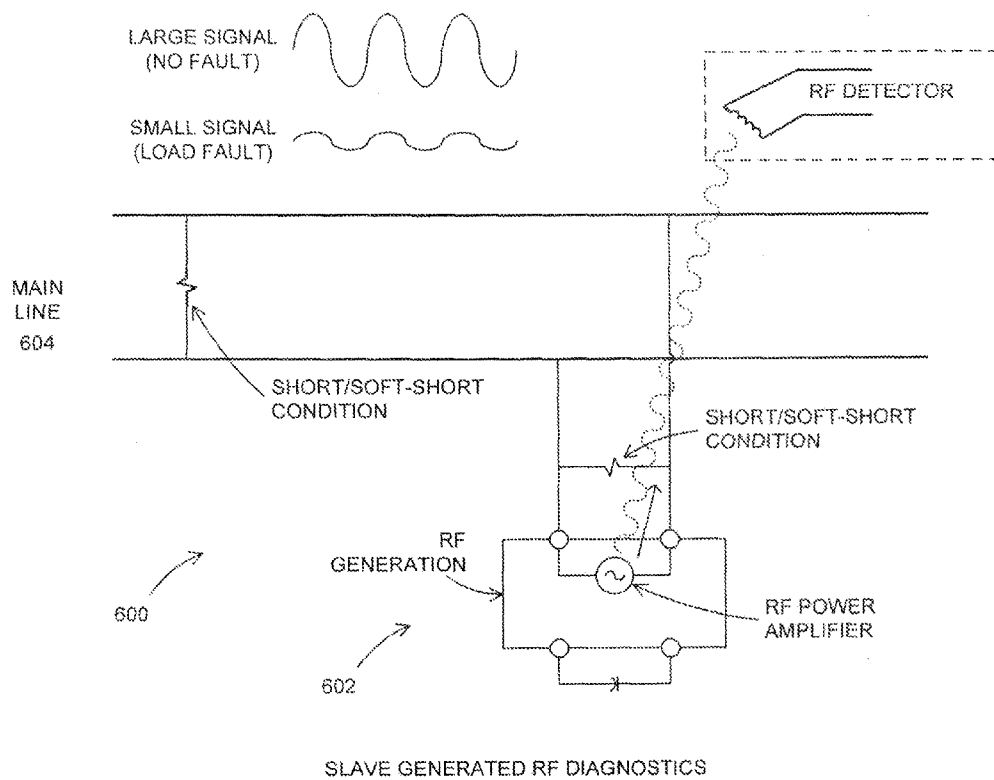 LARGE SIGNAL
(NO FAULT)
SMALL SIGNAL
(LOAD FAULT)
RF DETECTOR
MAIN
LINE
604
SHORT/SOFT-SHORT
CONDITION
SHORT/SOFT-SHORT
CONDITION
RF
GENERATION
600
602
RF POWER
AMPLIFIER
SLAVE GENERATED RF DIAGNOSTICS